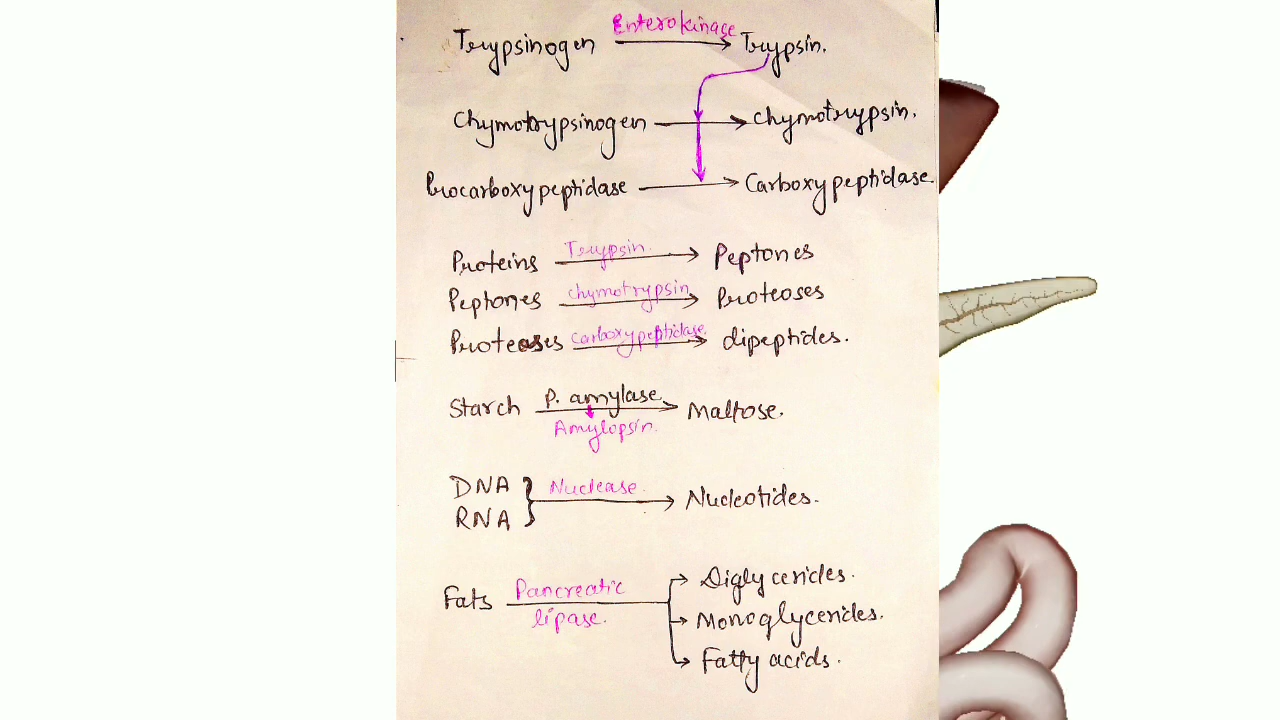 Enterokinase
Trypsinogen → Trypsin.
Chymotrypsinogen → chymotrypsin.
Procarboxypeptidase → Carboxypeptidase.
Proteins Trypsin. → Peptones
Peptones chymotrypsin → Proteoses
Proteoses Carboxypeptidase. → dipeptides.
Starch P. amylase → Maltose.
Amylopsin.
DNA
RNA } Nuclease. → Nucleotides.
Fats Pancreatic lipase. → Diglycerides.
→ Monoglycerides.
→ Fatty acids.